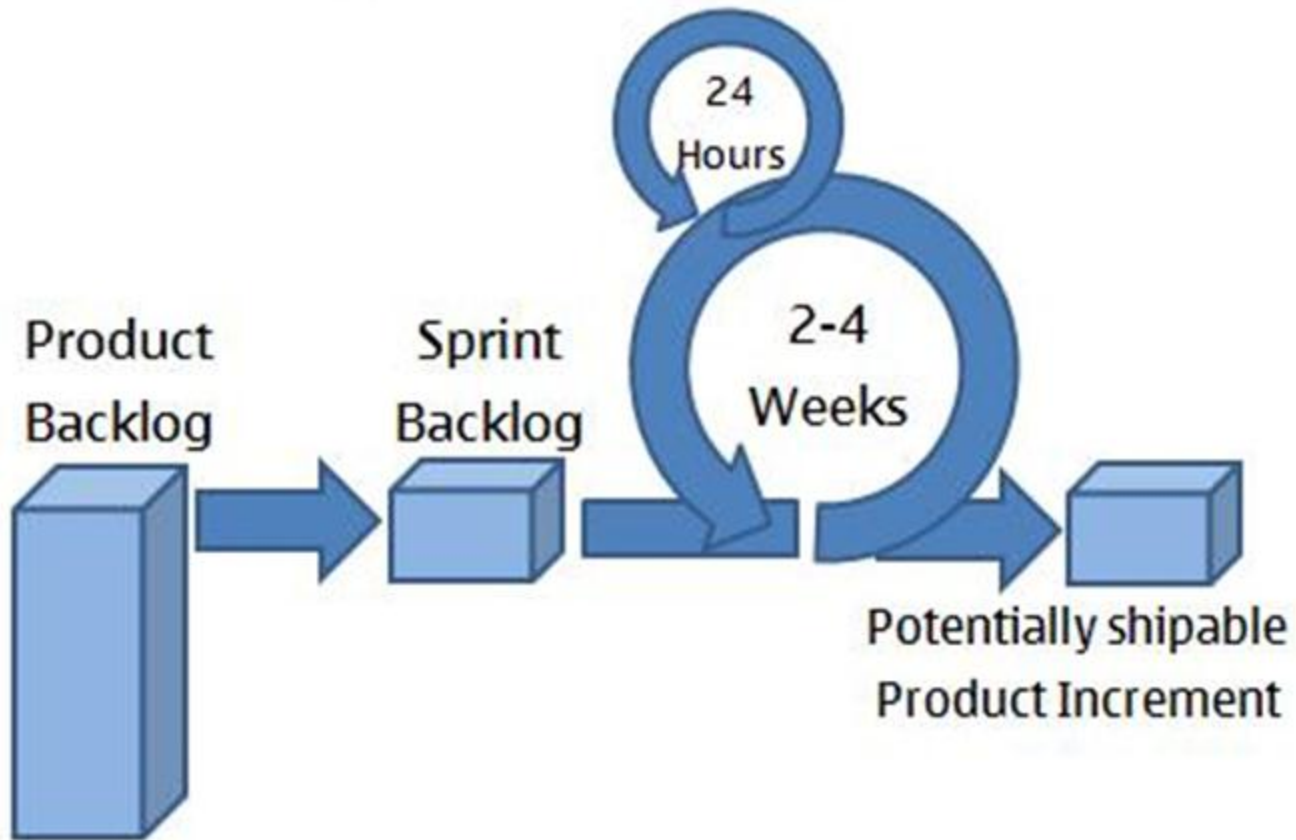 24
Hours
2-4
Weeks
Product
Backlog
Sprint
Backlog
Potentially shipable
Product Increment